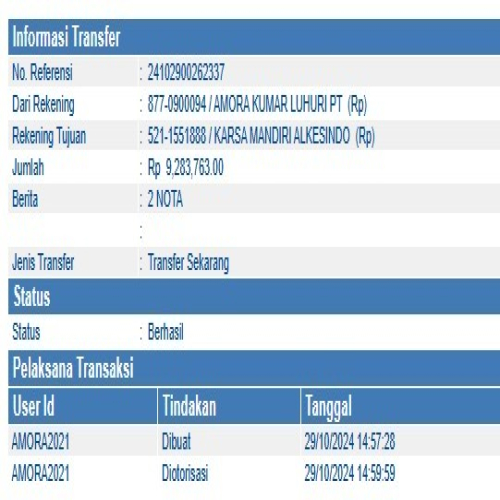 Informasi Transfer
No. Referensi : 24102900262337
Dari Rekening : 877-0900094 / AMORA KUMAR LUHURI PT (Rp)
Rekening Tujuan : 521-1551888 / KARSA MANDIRI ALKESINDO (Rp)
Jumlah : Rp 9,283,763.00
Berita : 2 NOTA
:
Jenis Transfer : Transfer Sekarang
Status
Status : Berhasil
Pelaksana Transaksi
User Id Tindakan Tanggal
AMORA2021 Dibuat 29/10/2024 14:57:28
AMORA2021 Diotorisasi 29/10/2024 14:59:59